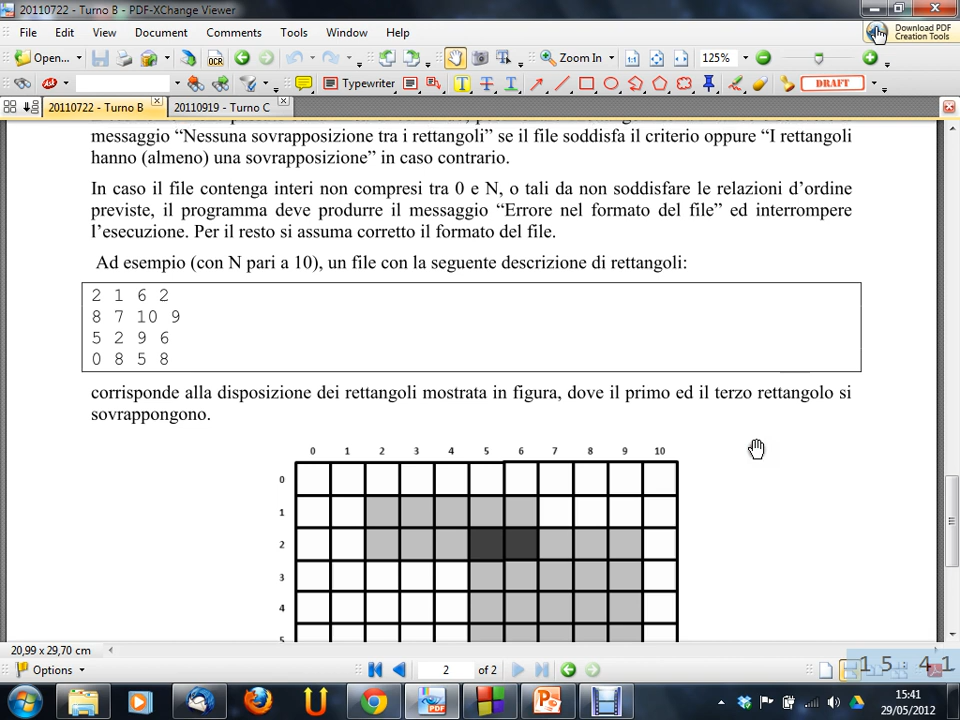 20110722 - Turno B - PDF-XChange Viewer
File Edit View Document Comments Tools Window Help
Download PDF
Creation Tools
Open... OCR Zoom In 125%
Typewriter DRAFT
20110722 - Turno B 20110919 - Turno C
messaggio “Nessuna sovrapposizione tra i rettangoli” se il file soddisfa il criterio oppure “I rettangoli
hanno (almeno) una sovrapposizione” in caso contrario.
In caso il file contenga interi non compresi tra 0 e N, o tali da non soddisfare le relazioni d’ordine
previste, il programma deve produrre il messaggio “Errore nel formato del file” ed interrompere
l’esecuzione. Per il resto si assuma corretto il formato del file.
Ad esempio (con N pari a 10), un file con la seguente descrizione di rettangoli:
2 1 6 2
8 7 10 9
5 2 9 6
0 8 5 8
corrisponde alla disposizione dei rettangoli mostrata in figura, dove il primo ed il terzo rettangolo si
sovrappongono.
0 1 2 3 4 5 6 7 8 9 10
0
1
2
3
4
5
20,99 x 29,70 cm
Options 2 of 2
15:41
15:41
29/05/2012